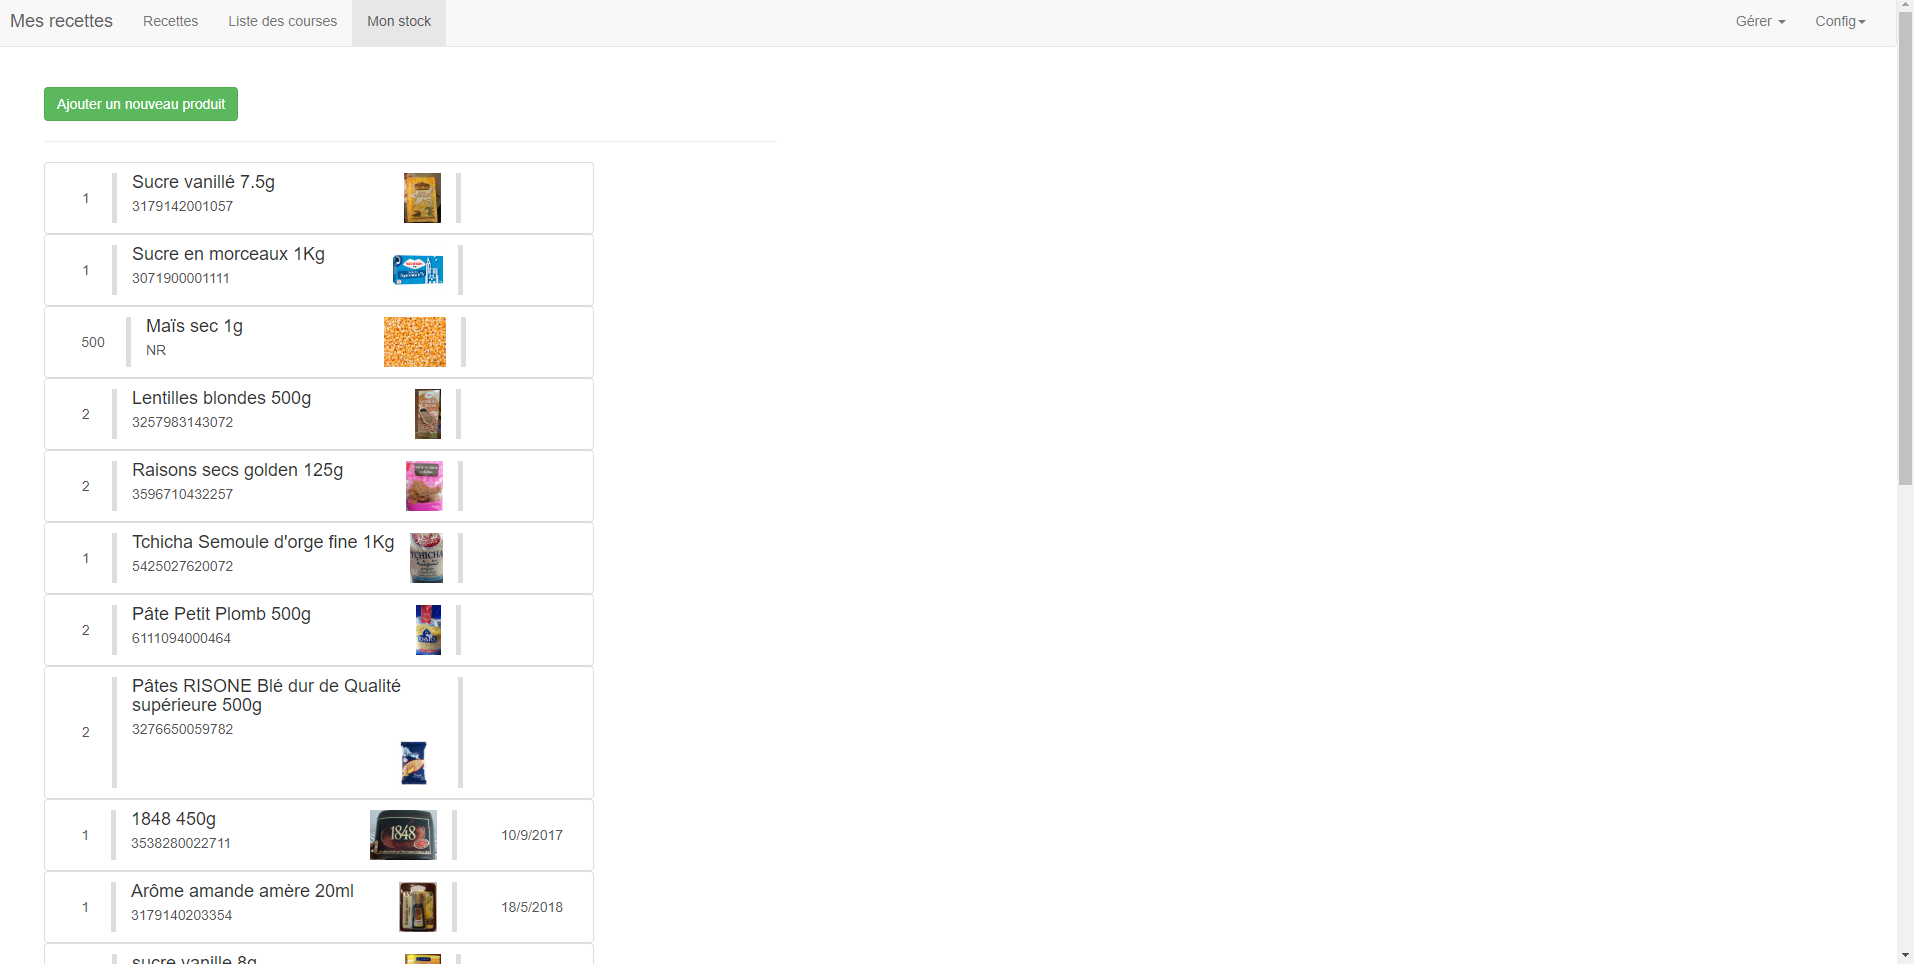 Mes recettes Recettes Liste des courses Mon stock Gérer Config
Ajouter un nouveau produit
1
Sucre vanillé 7.5g
3179142001057
1
Sucre en morceaux 1Kg
3071900001111
500
Maïs sec 1g
NR
2
Lentilles blondes 500g
3257983143072
2
Raisons secs golden 125g
3596710432257
1
Tchicha Semoule d'orge fine 1Kg
5425027620072
TCHICHA
2
Pâte Petit Plomb 500g
6111094000464
DARI
2
Pâtes RISONE Blé dur de Qualité
supérieure 500g
3276650059782
1
1848 450g
3538280022711
1848
10/9/2017
1
Arôme amande amère 20ml
3179140203354
18/5/2018
sucre vanille 8g